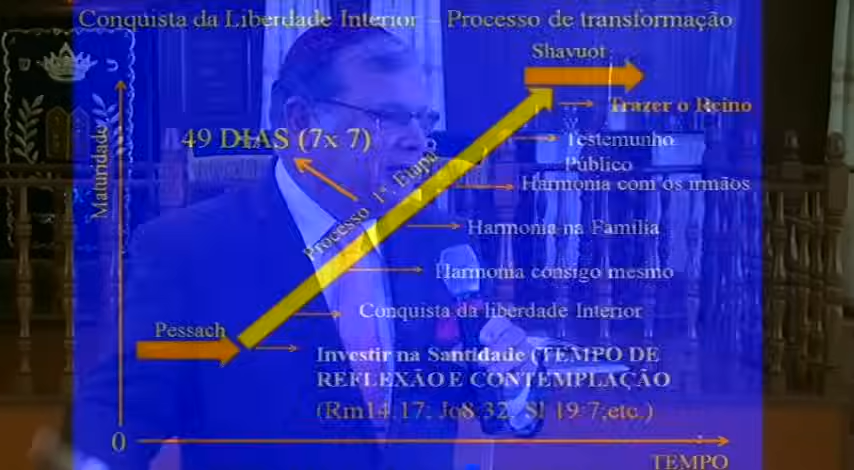 Conquista da Liberdade Interior – Processo de transformação
Shavuot
Trazer o Reino
49 DIAS (7x 7)
Testemunho
Público
Harmonia com os irmãos
Maturidade
Processo 1ª Etapa
Harmonia na Família
Harmonia consigo mesmo
Conquista da liberdade Interior
Pessach
Investir na Santidade (TEMPO DE
REFLEXÃO E CONTEMPLAÇÃO
(Rm14.17; Jo8.32, Sl 19:7,etc.)
0
TEMPO